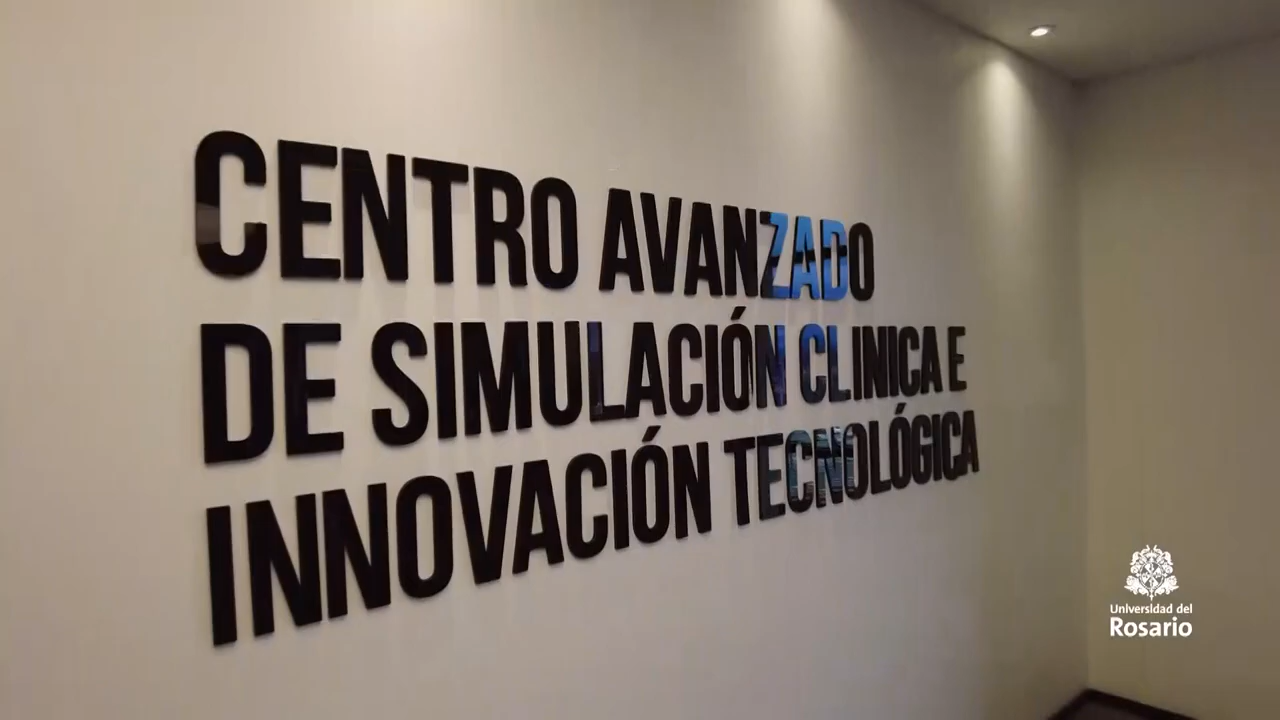 CENTRO AVANZADO
DE SIMULACIÓN CLINICA E
INNOVACIÓN TECNOLÓGICA
Universidad del
Rosario